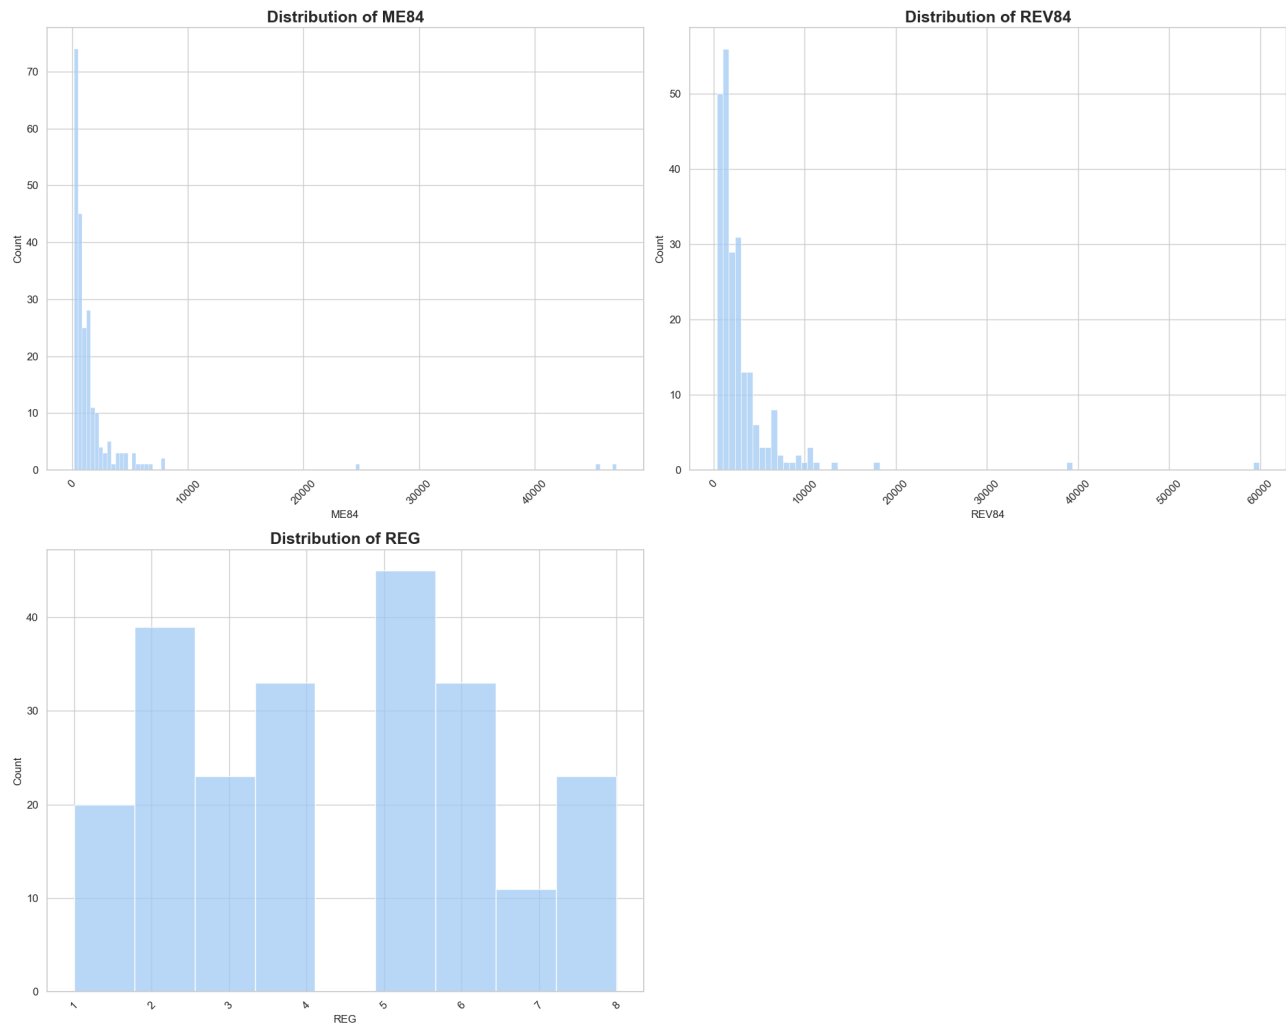 Distribution of ME84
Count
70
60
50
40
30
20
10
0
0 10000 20000 30000 40000
ME84
Distribution of REV84
Count
50
40
30
20
10
0
0 10000 20000 30000 40000 50000 60000
REV84
Distribution of REG
Count
40
30
20
10
0
1 2 3 4 5 6 7 8
REG